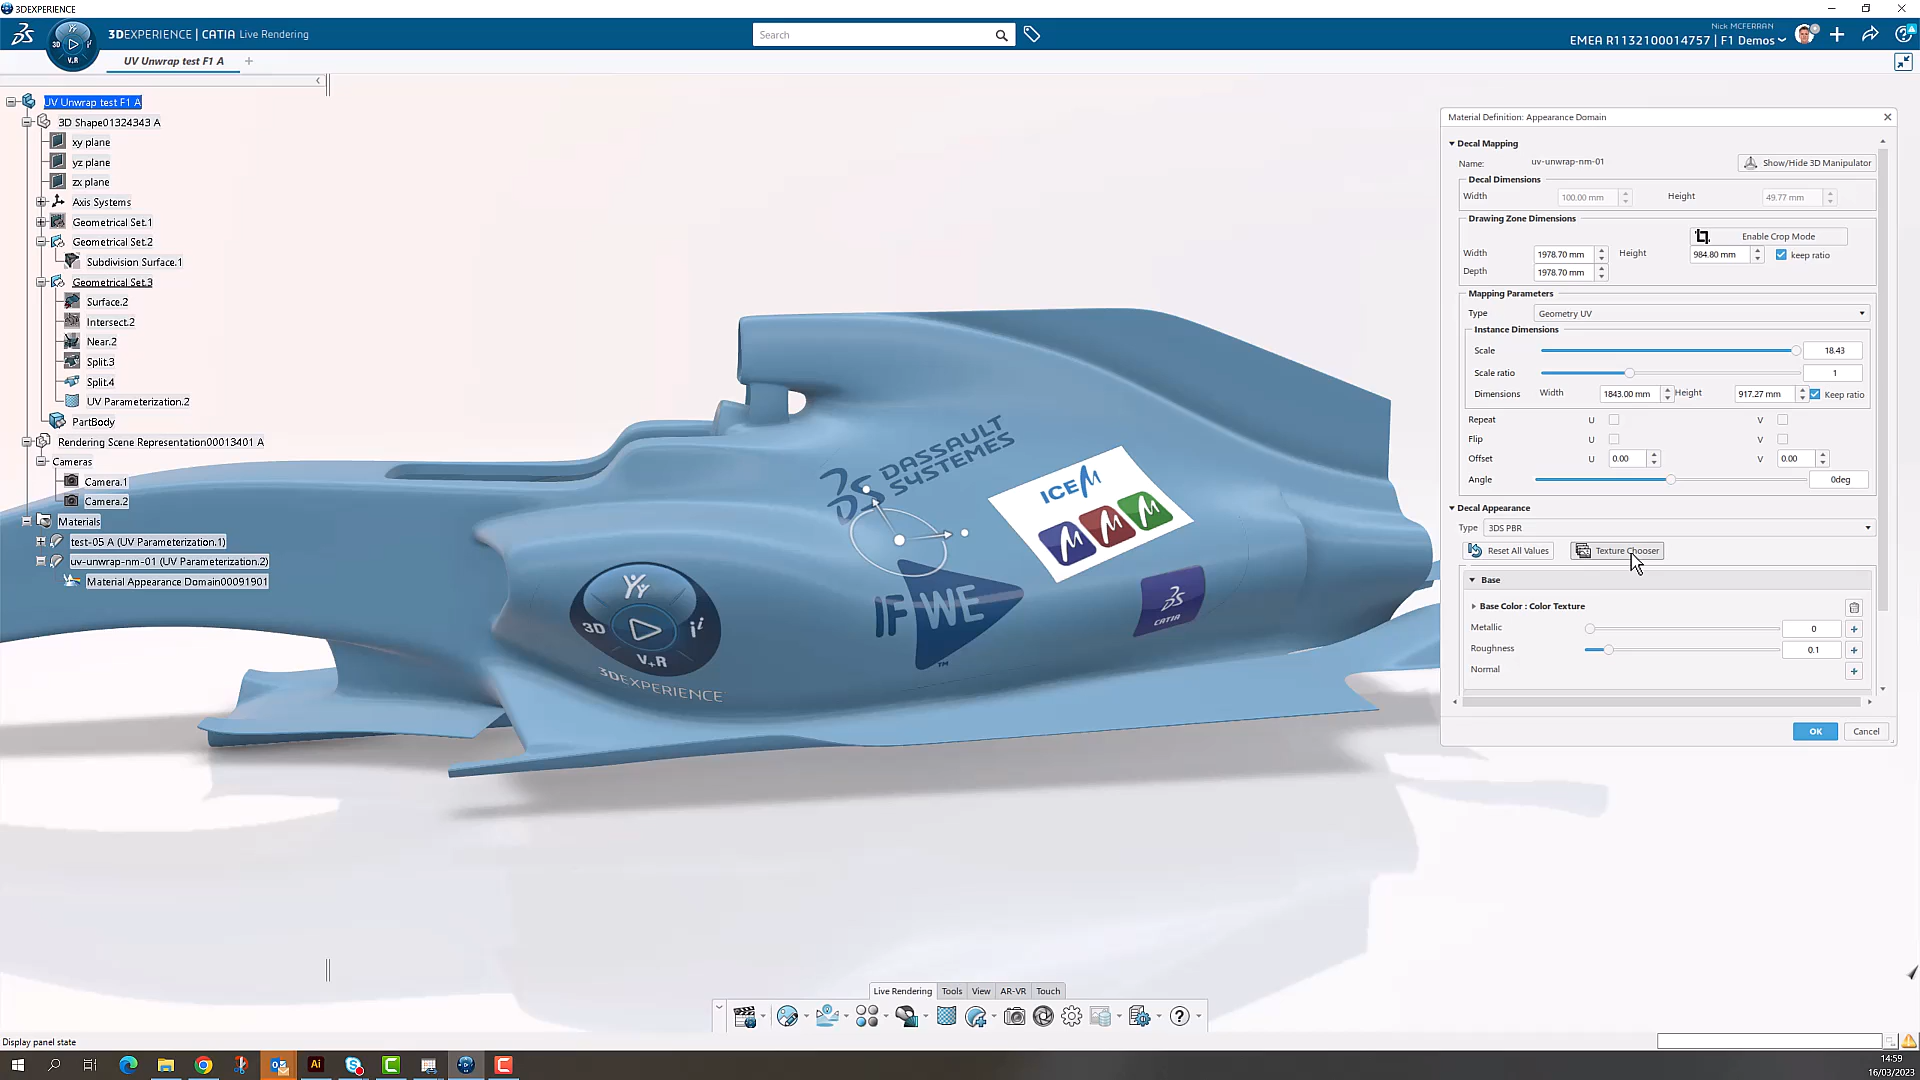 3DEXPERIENCE
3DEXPERIENCE | CATIA Live Rendering
3D
V.R
Search
Nick MCFERRAN
EMEA R1132100014757 | F1 Demos
UV Unwrap test F1 A
UV Unwrap test F1 A
3D Shape01324343 A
xy plane
yz plane
zx plane
Axis Systems
Geometrical Set.1
Geometrical Set.2
Subdivision Surface.1
Geometrical Set.3
Surface.2
Intersect.2
Near.2
Split.3
Split.4
UV Parameterization.2
PartBody
Rendering Scene Representation00013401 A
Cameras
Camera.1
Camera.2
Materials
test-05 A (UV Parameterization.1)
uv-unwrap-nm-01 (UV Parameterization.2)
Material Appearance Domain00091901
DASSAULT
SYSTEMES
ICEM
IFWE
TM
CATIA
3D
V+R
3DEXPERIENCE
Material Definition: Appearance Domain
Decal Mapping
Name: uv-unwrap-nm-01 Show/Hide 3D Manipulator
Decal Dimensions
Width 100.00 mm Height 49.77 mm
Drawing Zone Dimensions
Enable Crop Mode
Width 1978.70 mm Height 984.80 mm keep ratio
Depth 1978.70 mm
Mapping Parameters
Type Geometry UV
Instance Dimensions
Scale 18.43
Scale ratio 1
Dimensions Width 1843.00 mm Height 917.27 mm Keep ratio
Repeat U V
Flip U V
Offset U 0.00 V 0.00
Angle 0deg
Decal Appearance
Type 3DS PBR
Reset All Values Texture Chooser
Base
Base Color : Color Texture
Metallic 0
Roughness 0.1
Normal
OK Cancel
Live Rendering Tools View AR-VR Touch
Display panel state
14:59
16/03/2023